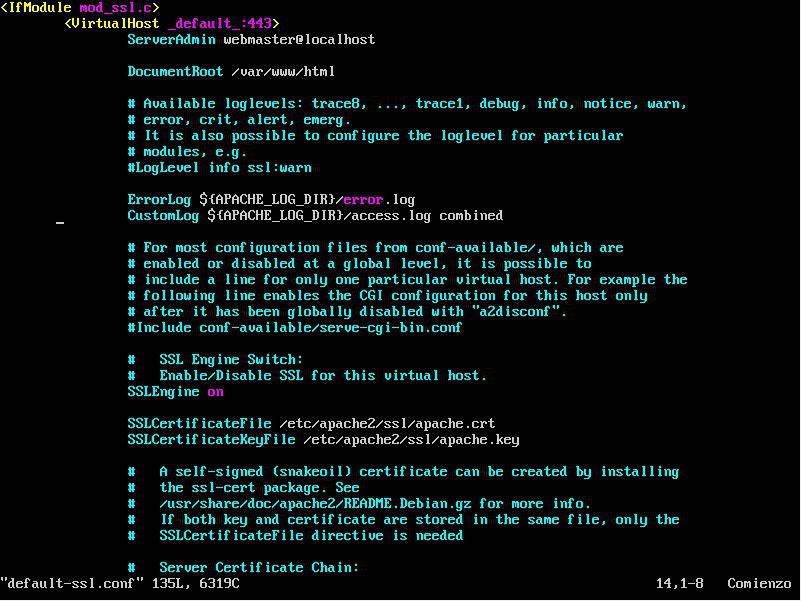 <IfModule mod_ssl.c>
<VirtualHost _default_:443>
ServerAdmin webmaster@localhost
DocumentRoot /var/www/html
# Available loglevels: trace8, ..., trace1, debug, info, notice, warn,
# error, crit, alert, emerg.
# It is also possible to configure the loglevel for particular
# modules, e.g.
#LogLevel info ssl:warn
ErrorLog ${APACHE_LOG_DIR}/error.log
CustomLog ${APACHE_LOG_DIR}/access.log combined
# For most configuration files from conf-available/, which are
# enabled or disabled at a global level, it is possible to
# include a line for only one particular virtual host. For example the
# following line enables the CGI configuration for this host only
# after it has been globally disabled with "a2disconf".
#Include conf-available/serve-cgi-bin.conf
#   SSL Engine Switch:
#   Enable/Disable SSL for this virtual host.
SSLEngine on
SSLCertificateFile /etc/apache2/ssl/apache.crt
SSLCertificateKeyFile /etc/apache2/ssl/apache.key
#   A self-signed (snakeoil) certificate can be created by installing
#   the ssl-cert package. See
#   /usr/share/doc/apache2/README.Debian.gz for more info.
#   If both key and certificate are stored in the same file, only the
#   SSLCertificateFile directive is needed
#   Server Certificate Chain:
"default-ssl.conf" 135L, 6319C 14,1-8 Comienzo